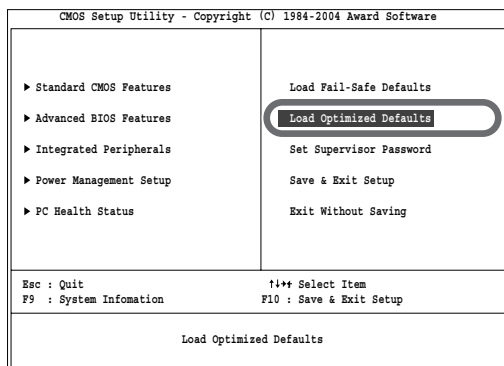 CMOS Setup Utility - Copyright (C) 1984-2004 Award Software
▶ Standard CMOS Features
▶ Advanced BIOS Features
▶ Integrated Peripherals
▶ Power Management Setup
▶ PC Health Status
Load Fail-Safe Defaults
Load Optimized Defaults
Set Supervisor Password
Save & Exit Setup
Exit Without Saving
Esc : Quit
F9 : System Infomation
↑↓→← Select Item
F10 : Save & Exit Setup
Load Optimized Defaults